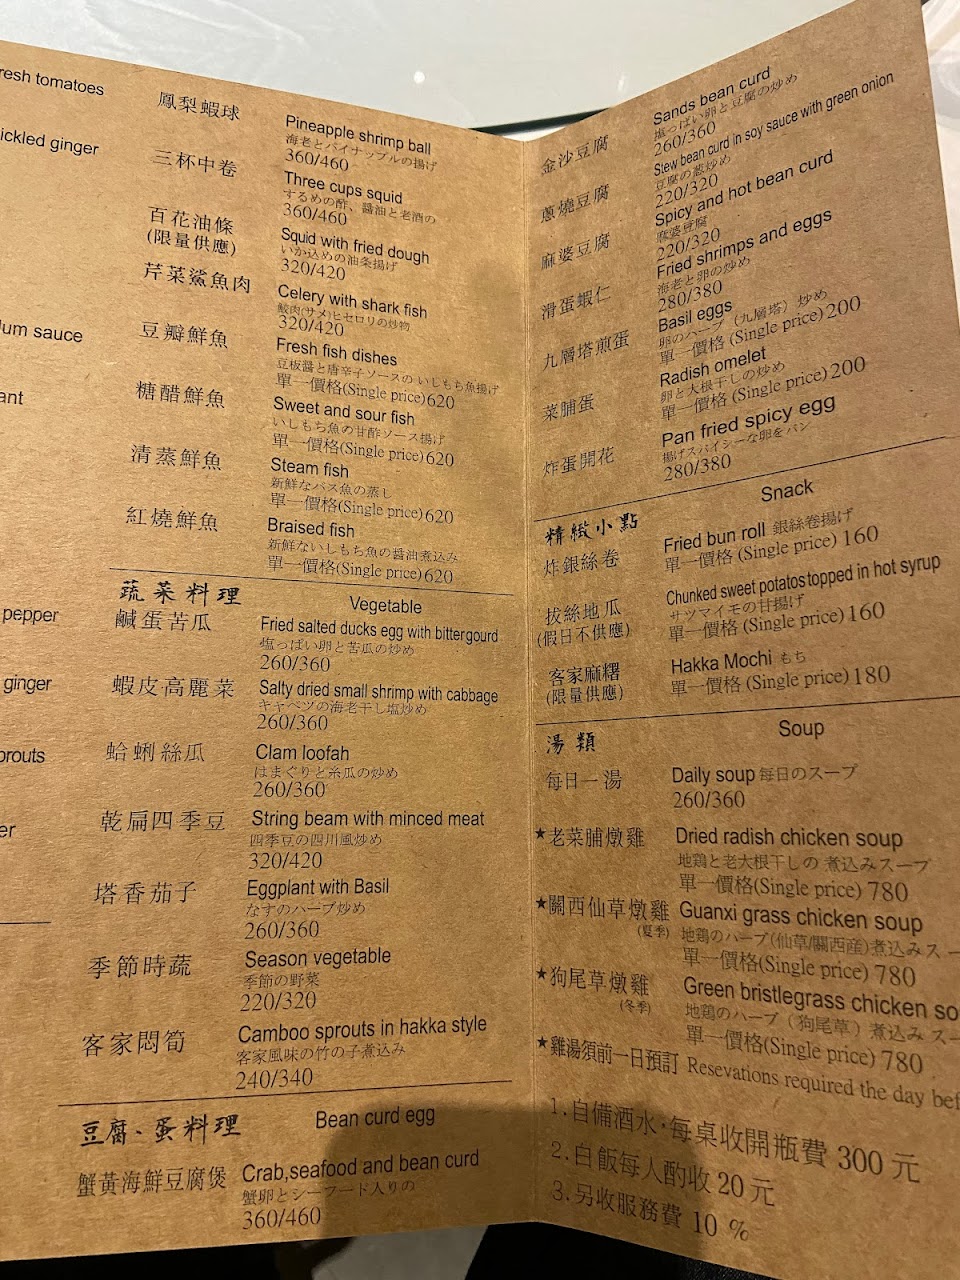 resh tomatoes
ickled ginger
lum sauce
ant
pepper
ginger
prouts
er
鳳梨蝦球
Pineapple shrimp ball
海老とパイナップルの揚げ
360/460
三杯中卷
Three cups squid
するめの酢、醤油と老酒の
360/460
百花油條
(限量供應)
Squid with fried dough
いか込めの油条揚げ
320/420
芹菜鯊魚肉
Celery with shark fish
鮫肉(サメ)ヒセロリの炒物
320/420
豆瓣鮮魚
Fresh fish dishes
豆板醤と唐辛子ソースの いしもち魚揚げ
單一價格(Single price)620
糖醋鮮魚
Sweet and sour fish
いしもち魚の甘酢ソース揚げ
單一價格(Single price)620
清蒸鮮魚
Steam fish
新鮮なバス魚の蒸し
單一價格(Single price)620
紅燒鮮魚
Braised fish
新鮮ないしもち魚の醤油煮込み
單一價格(Single price)620
蔬菜料理 Vegetable
鹹蛋苦瓜
Fried salted ducks egg with bittergourd
塩っぱい卵と苦瓜の炒め
260/360
蝦皮高麗菜
Salty dried small shrimp with cabbage
キャベツの海老干し塩炒め
260/360
蛤蜊絲瓜
Clam loofah
はまぐりと糸瓜の炒め
260/360
乾扁四季豆
String beam with minced meat
四季豆の四川風炒め
320/420
塔香茄子
Eggplant with Basil
なすのハーブ炒め
260/360
季節時蔬
Season vegetable
季節の野菜
220/320
客家悶筍
Camboo sprouts in hakka style
客家風味の竹の子煮込み
240/340
豆腐、蛋料理 Bean curd egg
蟹黃海鮮豆腐煲
Crab,seafood and bean curd
蟹卵とシーフード入りの
360/460
金沙豆腐
Sands bean curd
塩っぱい卵と豆腐の炒め
260/360
蔥燒豆腐
Stew bean curd in soy sauce with green onion
豆腐の葱炒め
220/320
麻婆豆腐
Spicy and hot bean curd
麻婆豆腐
220/320
滑蛋蝦仁
Fried shrimps and eggs
海老と卵の炒め
280/380
九層塔煎蛋
Basil eggs
卵のハーブ（九層塔）炒め
單一價格 (Single price)200
菜脯蛋
Radish omelet
卵と大根干しの炒め
單一價格 (Single price)200
炸蛋開花
Pan fried spicy egg
揚げスパイシーな卵をパン
280/380
精緻小點 Snack
炸銀絲卷
Fried bun roll 銀絲卷揚げ
單一價格 (Single price) 160
拔絲地瓜
(假日不供應)
Chunked sweet potatos topped in hot syrup
サツマイモの甘揚げ
單一價格 (Single price)160
客家麻糬
(限量供應)
Hakka Mochi もち
單一價格 (Single price)180
湯類 Soup
每日一湯
Daily soup 毎日のスープ
260/360
★老菜脯燉雞
Dried radish chicken soup
地鶏と老大根干しの 煮込みスープ
單一價格(Single price) 780
★關西仙草燉雞
(夏季)
Guanxi grass chicken soup
地鶏のハーブ(仙草/關西産)煮込み スー
單一價格(Single price) 780
★狗尾草燉雞
(冬季)
Green bristlegrass chicken so
地鶏のハーブ（狗尾草）煮込み スー
單一價格(Single price) 780
★雞湯須前一日預訂 Resevations required the day bef
1.自備酒水,每桌收開瓶費 300 元
2.白飯每人酌收 20 元
3.另收服務費 10 %